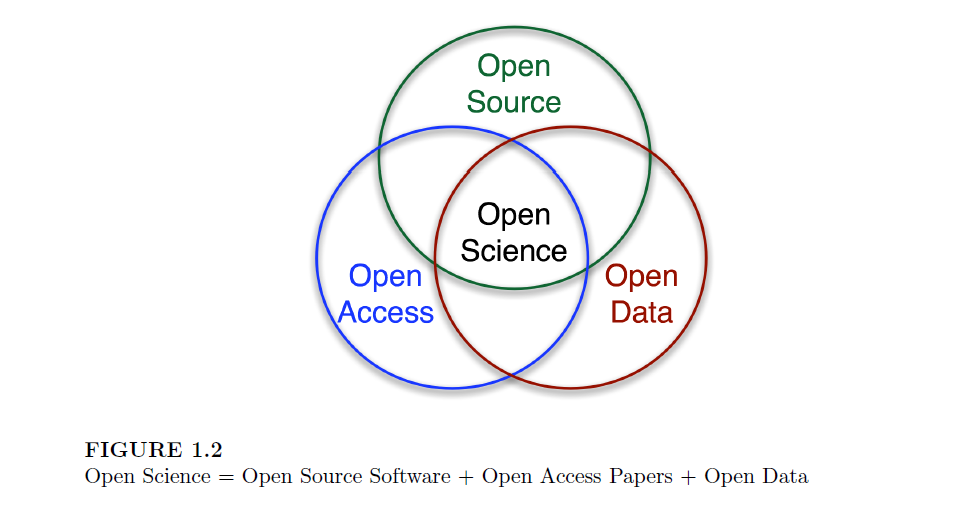 Open
Source
Open
Science
Open
Access
Open
Data
FIGURE 1.2
Open Science = Open Source Software + Open Access Papers + Open Data